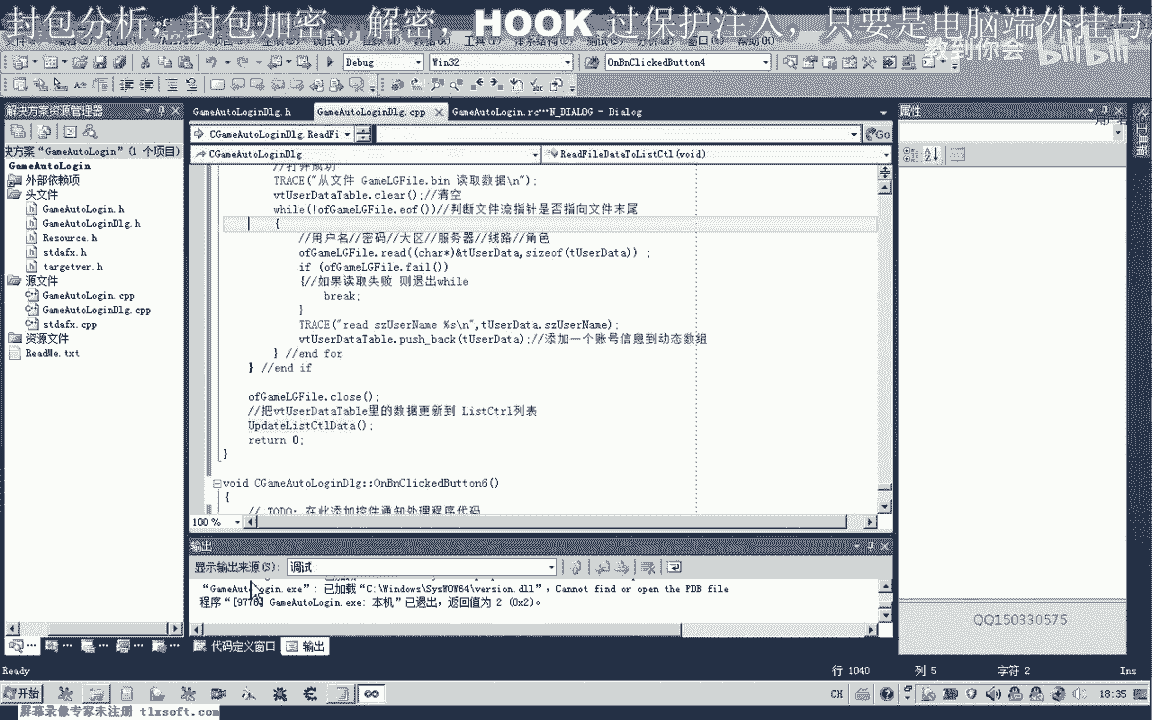 封包分析，封包加密、解密，HOOK 过保护注入，只要是电脑端外挂与
教到你会 bilibili
Debug Win32 OnBnClickedButton4
解决方案资源管理器
GameAutoLoginDlg.h GameAutoLoginDlg.cpp GameAutoLogin.rc...N_DIALOG - Dialog
属性
CGameAutoLoginDlg.ReadFi Go
决方案“GameAutoLogin”(1 个项目)
CGameAutoLoginDlg ReadFileDataToListCtl(void)
GameAutoLogin
外部依赖项
头文件
GameAutoLogin.h
GameAutoLoginDlg.h
Resource.h
stdafx.h
targetver.h
源文件
GameAutoLogin.cpp
GameAutoLoginDlg.cpp
stdafx.cpp
资源文件
ReadMe.txt
//打开成功
TRACE("从文件 GameLGFile.bin 读取数据\n");
vtUserDataTable.clear();//清空
while(!ofGameLGFile.eof())//判断文件流指针是否指向文件末尾
{
//用户名//密码//大区//服务器//线路//角色
ofGameLGFile.read((char*)&tUserData,sizeof(tUserData)) ;
if (ofGameLGFile.fail())
{//如果读取失败 则退出while
break;
}
TRACE("read szUserName %s\n",tUserData.szUserName);
vtUserDataTable.push_back(tUserData);//添加一个账号信息到动态数组
} //end for
} //end if
ofGameLGFile.close();
//把vtUserDataTable里的数据更新到 ListCtrl列表
UpdateListCtlData();
return 0;
}
void CGameAutoLoginDlg::OnBnClickedButton6()
{
// TODO: 在此添加控件通知处理程序代码
100 %
输出
显示输出来源(S): 调试
“GameAutoLogin.exe”: 已加载“C:\Windows\SysWOW64\version.dll”, Cannot find or open the PDB file
程序“[9778] GameAutoLogin.exe: 本机”已退出，返回值为 2 (0x2)。
QQ150330575
代码定义窗口 输出
Ready 行 1040 列 5 字符 2 Ins
开始 CH 18:35
屏幕录像专家未注册 tlxsoft.com